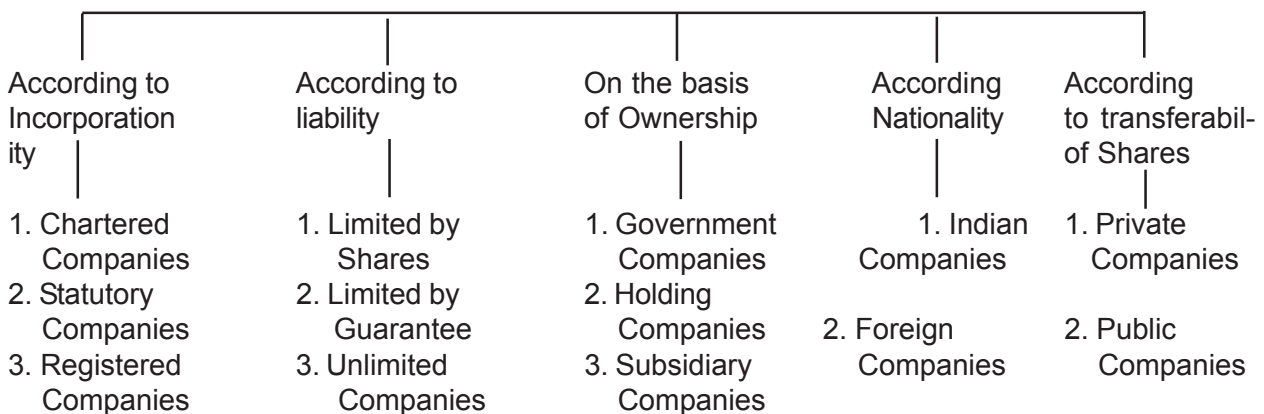 According to
Incorporation
ity
1. Chartered
Companies
2. Statutory
Companies
3. Registered
Companies
According to
liability
1. Limited by
Shares
2. Limited by
Guarantee
3. Unlimited
Companies
On the basis
of Ownership
1. Government
Companies
2. Holding
Companies
3. Subsidiary
Companies
According
Nationality
1. Indian
Companies
2. Foreign
Companies
According
to transferabil-
of Shares
1. Private
Companies
2. Public
Companies